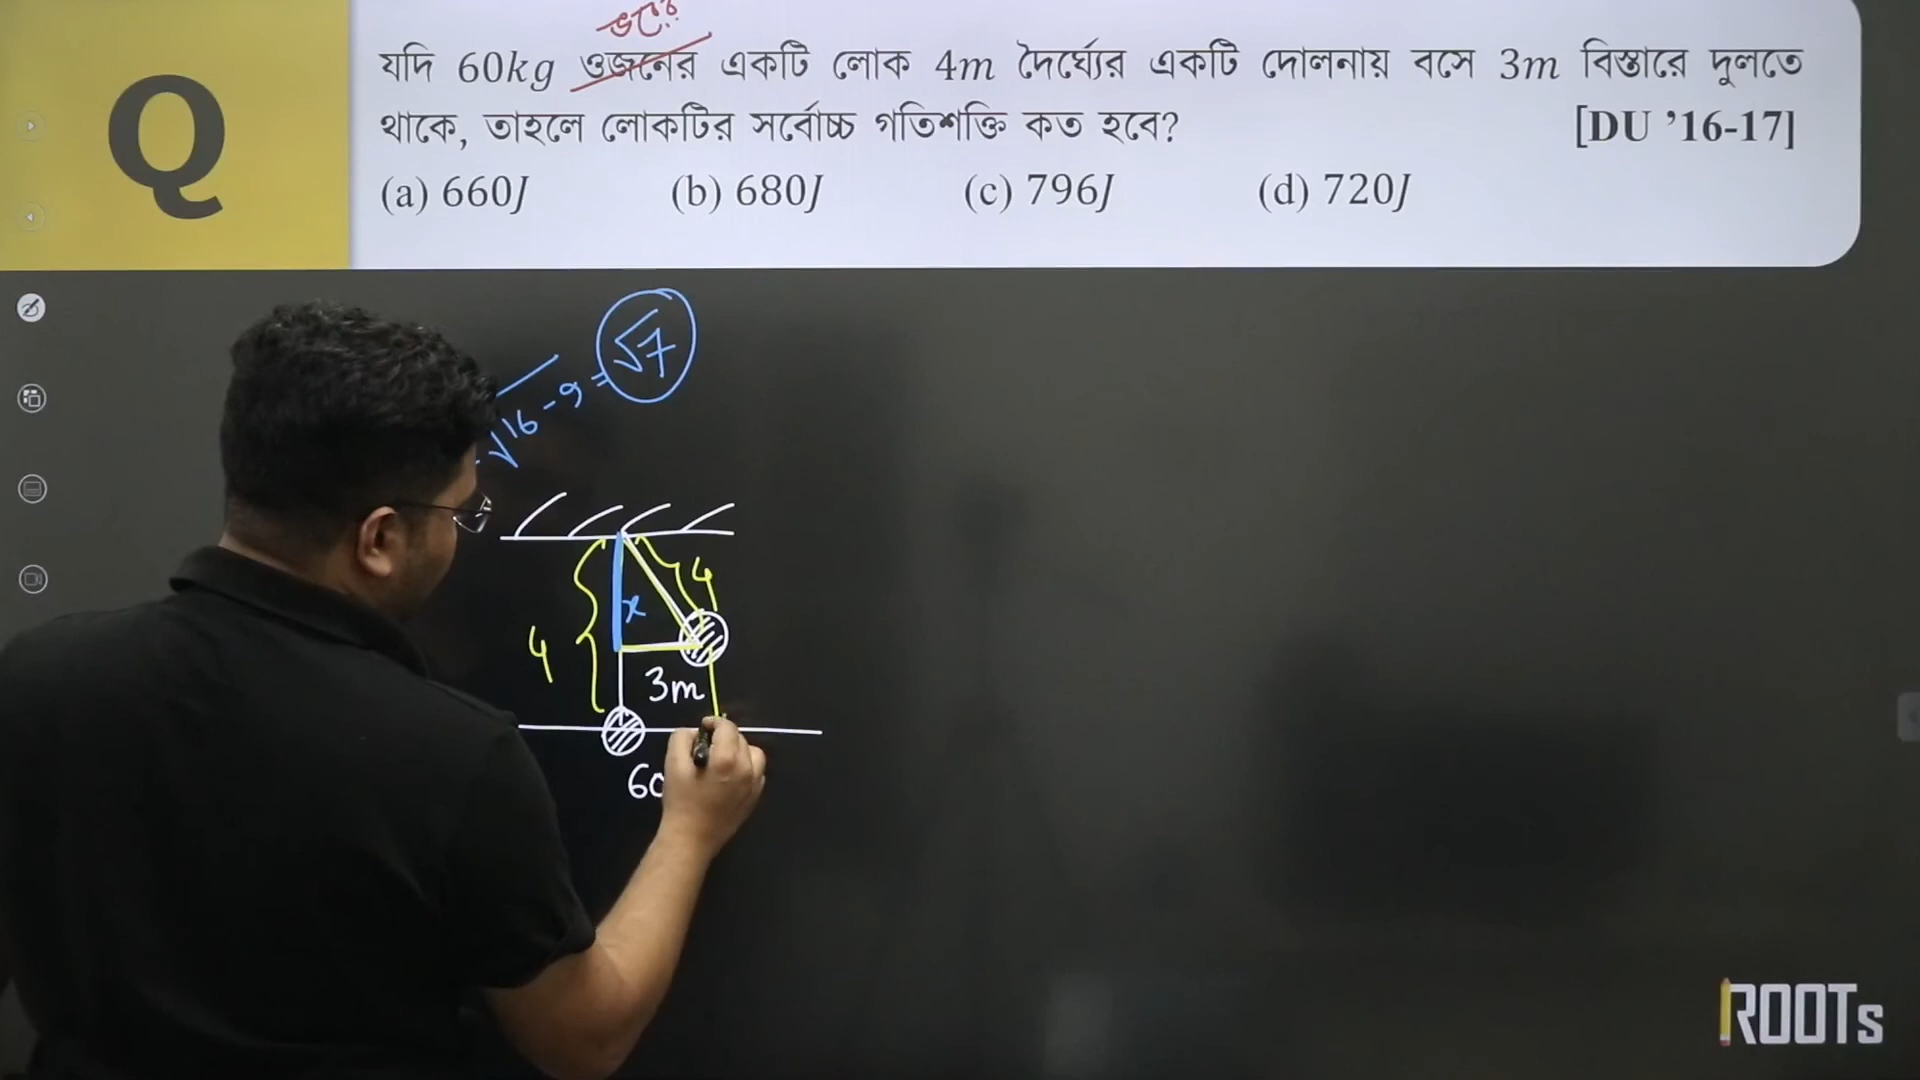 ভরের
Q
যদি 60kg ওজনের একটি লোক 4m দৈর্ঘ্যের একটি দোলনায় বসে 3m বিস্তারে দুলতে
থাকে, তাহলে লোকটির সর্বোচ্চ গতিশক্তি কত হবে? [DU ’16-17]
(a) 660J (b) 680J (c) 796J (d) 720J
√16-9 = √7
4
x
4
3m
60
ROOTs